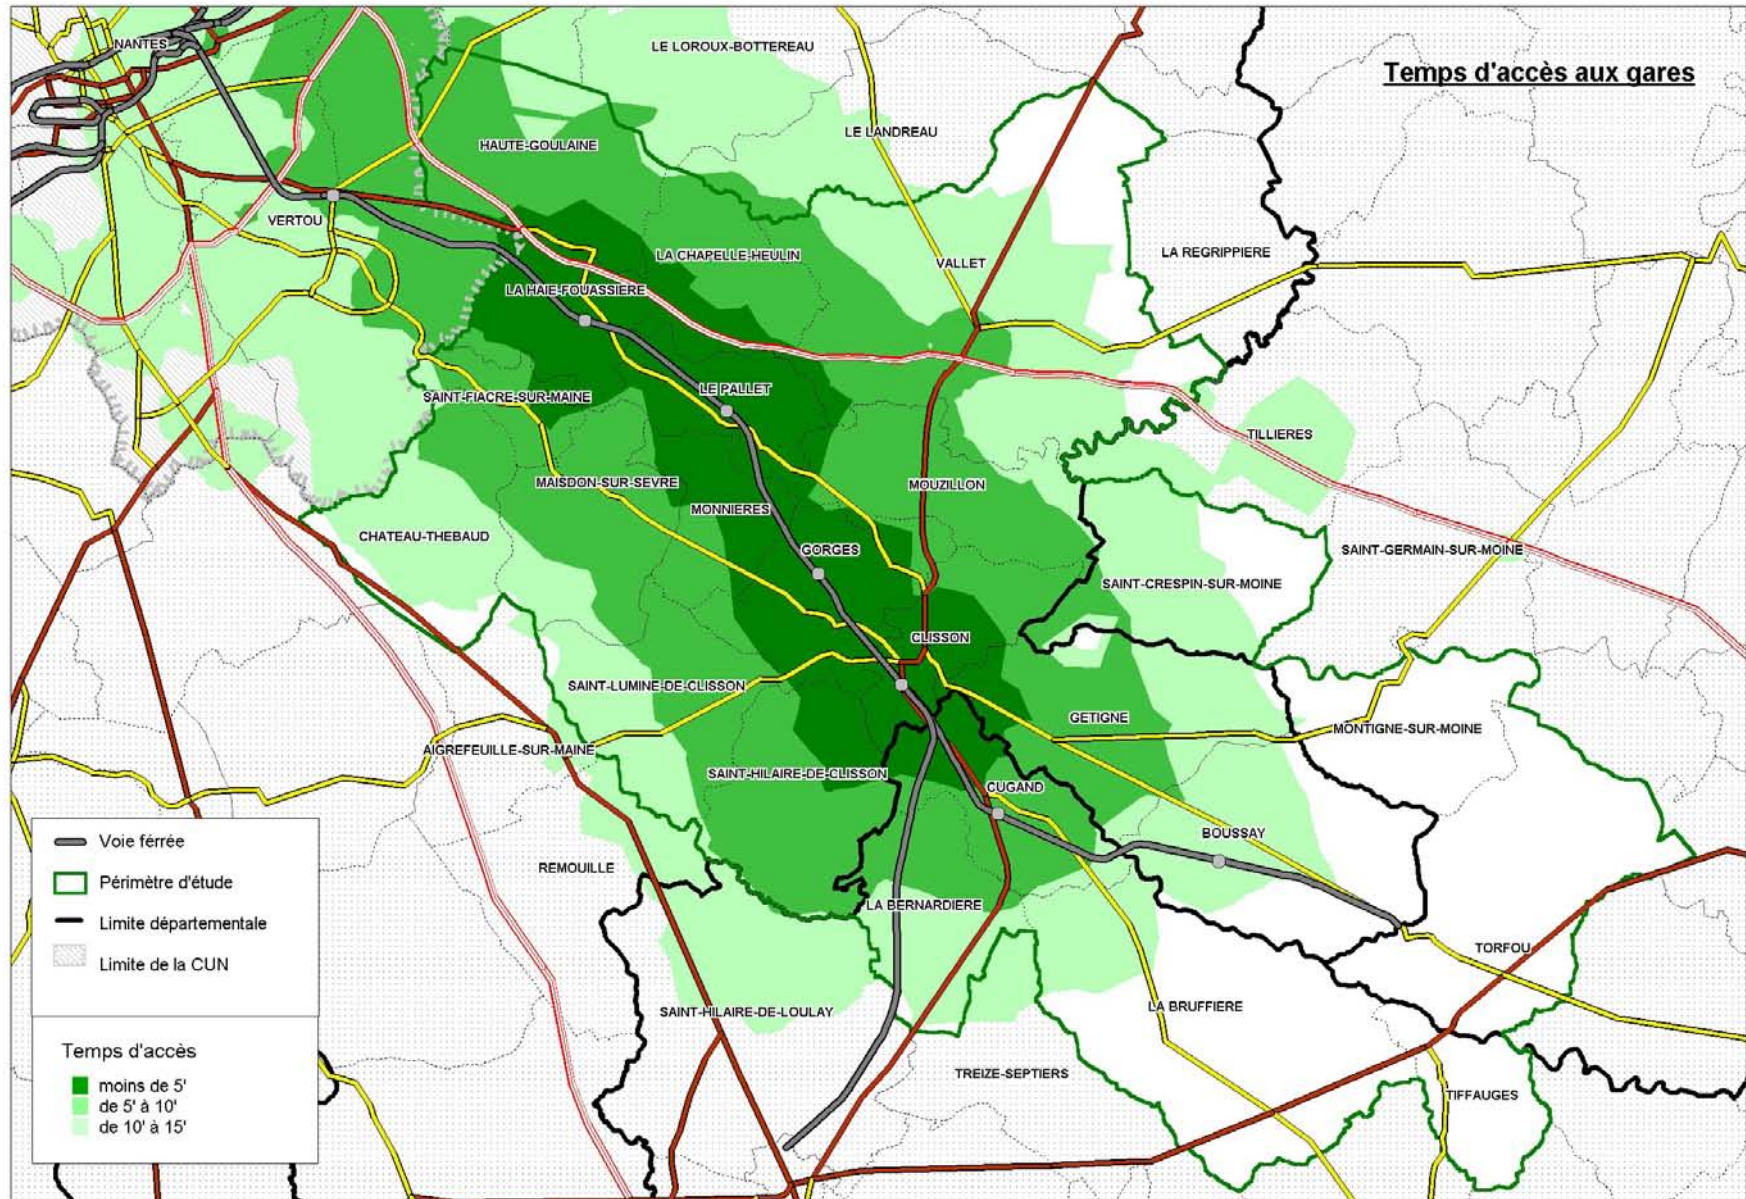 NANTES
LE LOROUX-BOTTEREAU
Temps d'accès aux gares
LE LANDREAU
HAUTE-GOULAINE
VERTOU
LA CHAPELLE-HEULIN
VALLET
LA REGRIPPIERE
LA HAIE-FOUASSIERE
LE PALLET
SAINT-FIACRE-SUR-MAINE
TILLIERES
MAISDON-SUR-SEVRE
MOUZILLON
MONNIERES
CHATEAU-THEBAUD
GORGES
SAINT-GERMAIN-SUR-MOINE
SAINT-CRESPIN-SUR-MOINE
CLISSON
SAINT-LUMINE-DE-CLISSON
GETIGNE
MONTIGNE-SUR-MOINE
AIGREFEUILLE-SUR-MAINE
SAINT-HILAIRE-DE-CLISSON
CUGAND
BOUSSAY
REMOUILLE
LA BERNARDIERE
TORFOU
SAINT-HILAIRE-DE-LOULAY
LA BRUFFIERE
TREIZE-SEPTIERS
TIFFAUGES
Voie férrée
Périmètre d'étude
Limite départementale
Limite de la CUN
Temps d'accès
moins de 5'
de 5' à 10'
de 10' à 15'